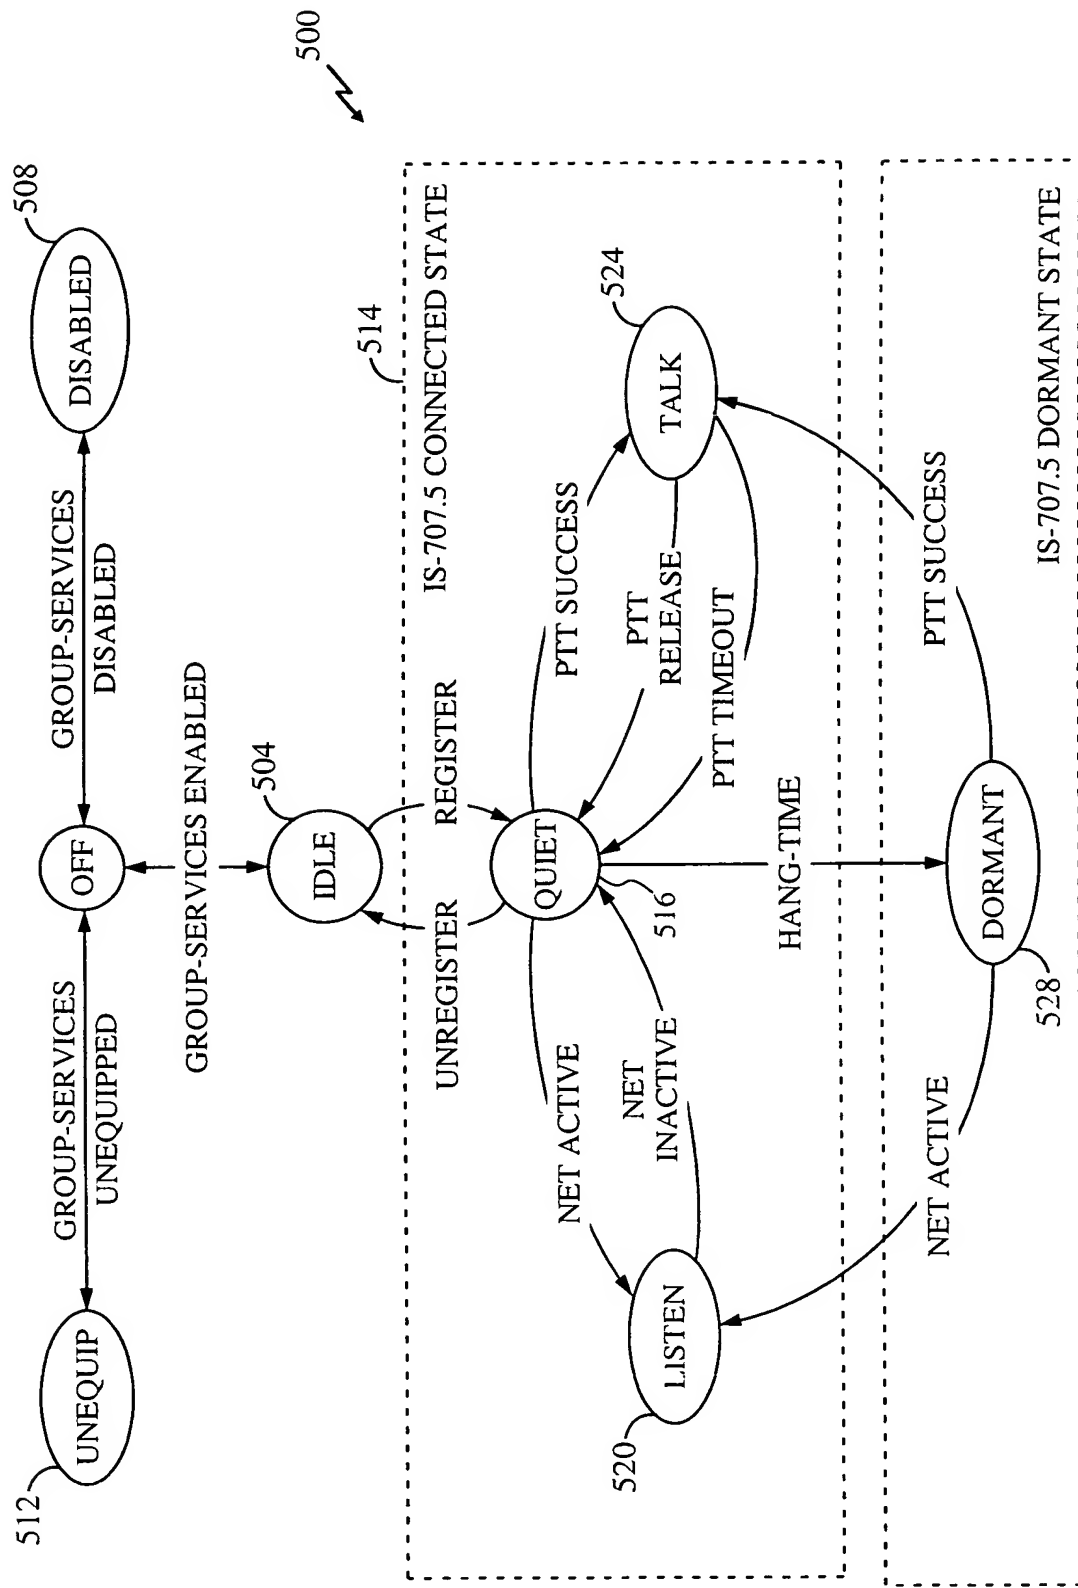 500
512
UNEQUIP
GROUP-SERVICES
UNEQUIPPED
OFF
GROUP-SERVICES
DISABLED
DISABLED
508
GROUP-SERVICES ENABLED
IDLE
504
UNREGISTER
REGISTER
514
IS-707.5 CONNECTED STATE
QUIET
516
NET ACTIVE
NET
INACTIVE
LISTEN
520
PTT SUCCESS
PTT
RELEASE
PTT TIMEOUT
TALK
524
HANG-TIME
NET ACTIVE
DORMANT
528
PTT SUCCESS
IS-707.5 DORMANT STATE